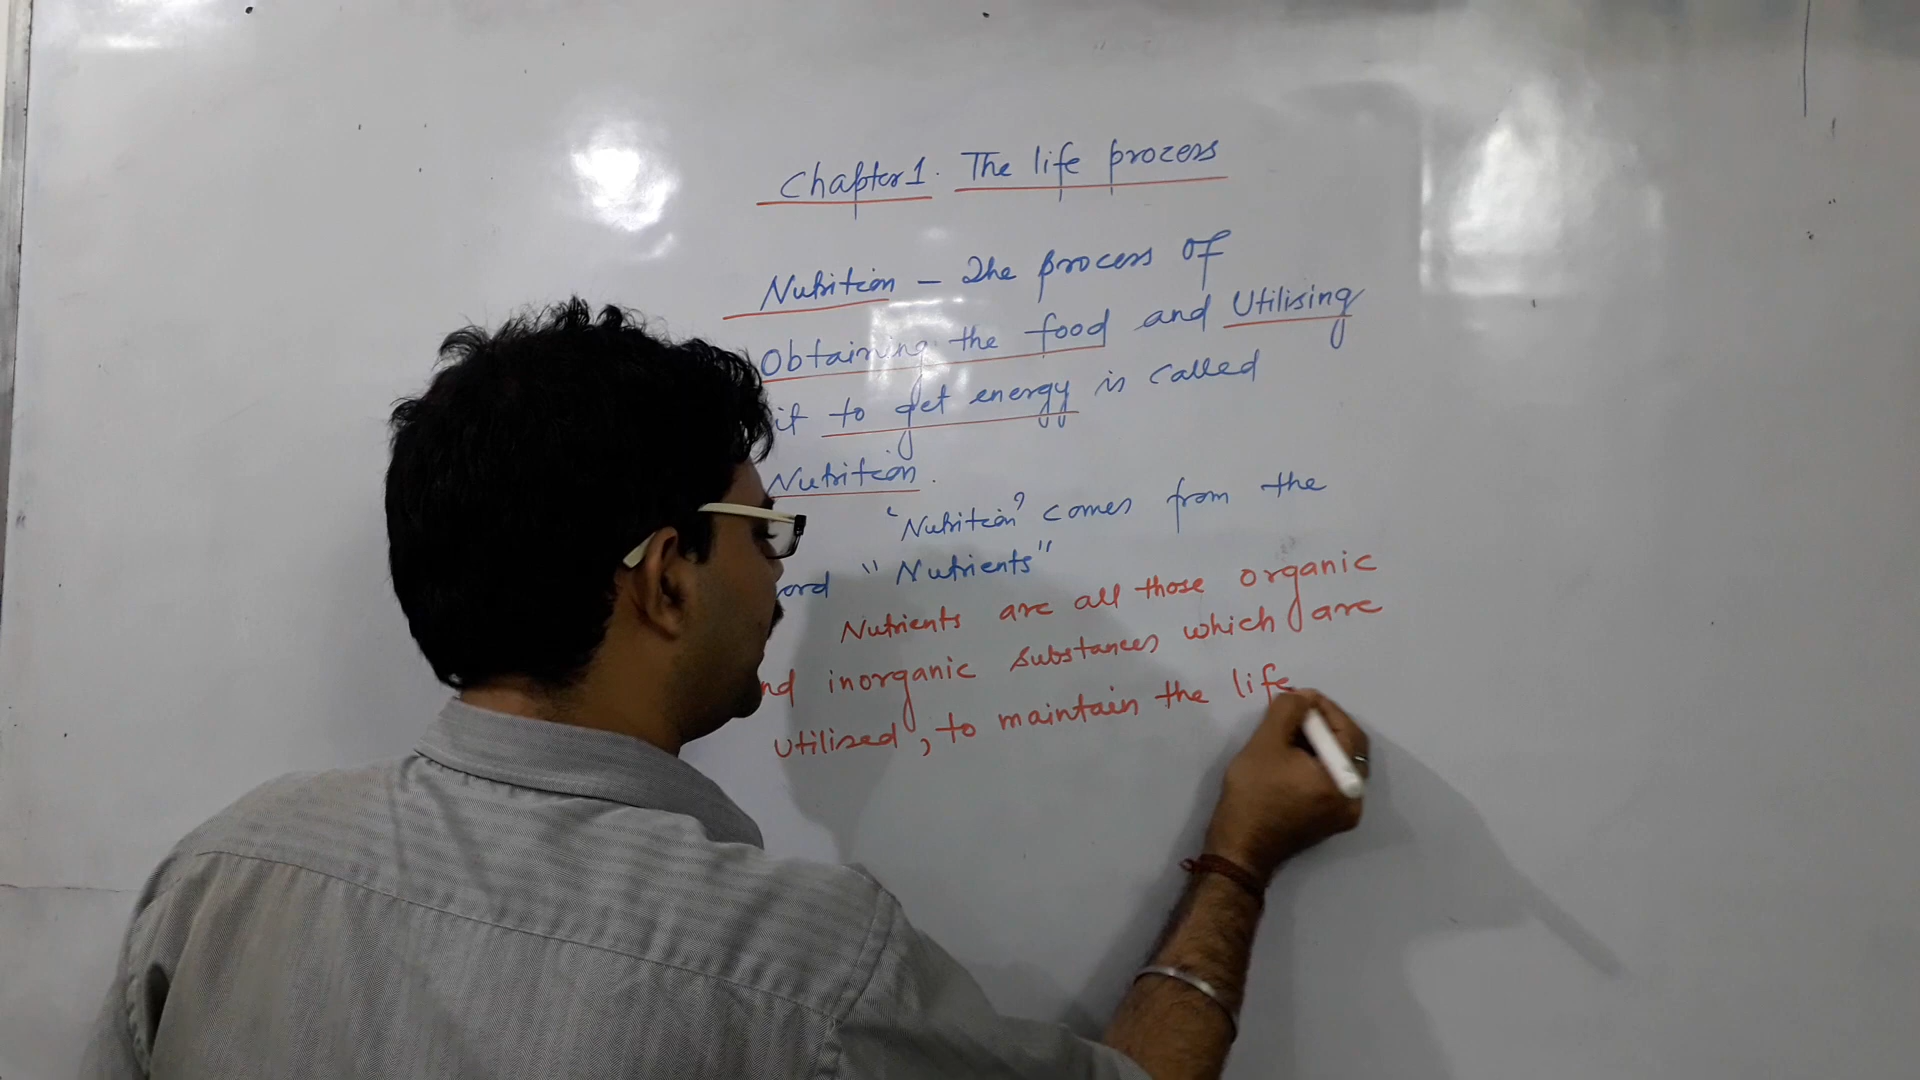 Chapter 1. The life process
Nutrition - The process of
Obtaining the food and Utilising
it to get energy is called
Nutrition.
'Nutrition' comes from the
word "Nutrients"
Nutrients are all those organic
and inorganic substances which are
utilised, to maintain the life